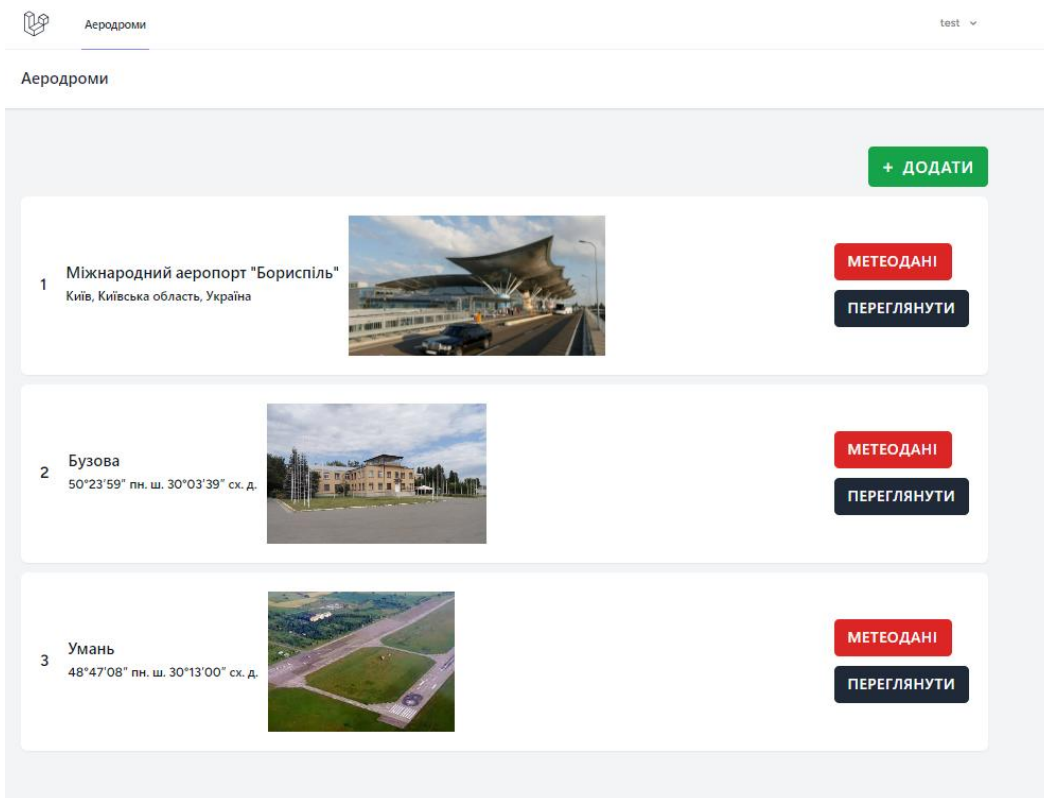 Аеродроми
test
Аеродроми
+ ДОДАТИ
1
Міжнародний аеропорт "Бориспіль"
Київ, Київська область, Україна
МЕТЕОДАНІ
ПЕРЕГЛЯНУТИ
2
Бузова
50°23′59″ пн. ш. 30°03′39″ сх. д.
МЕТЕОДАНІ
ПЕРЕГЛЯНУТИ
3
Умань
48°47′08″ пн. ш. 30°13′00″ сх. д.
МЕТЕОДАНІ
ПЕРЕГЛЯНУТИ